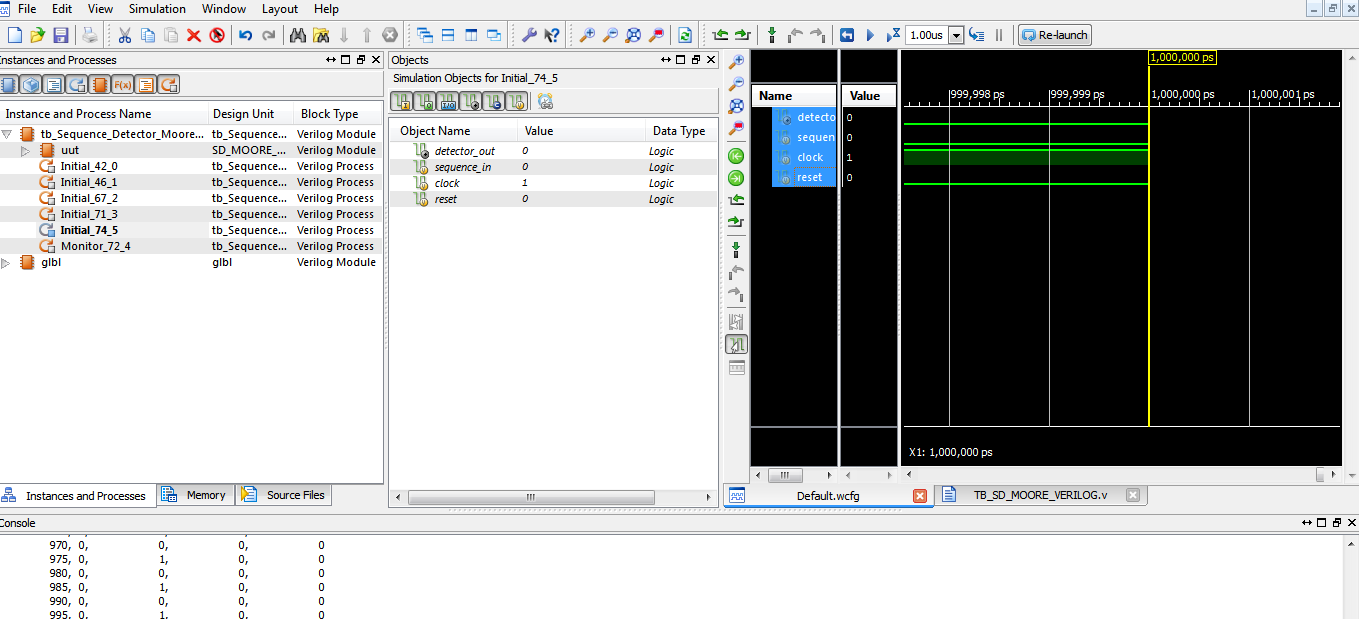 File Edit View Simulation Window Layout Help
1.00us Re-launch
Instances and Processes
Instance and Process Name Design Unit Block Type
tb_Sequence_Detector_Moore... tb_Sequence... Verilog Module
uut SD_MOORE_... Verilog Module
Initial_42_0 tb_Sequence... Verilog Process
Initial_46_1 tb_Sequence... Verilog Process
Initial_67_2 tb_Sequence... Verilog Process
Initial_71_3 tb_Sequence... Verilog Process
Initial_74_5 tb_Sequence... Verilog Process
Monitor_72_4 tb_Sequence... Verilog Process
glbl glbl Verilog Module
Instances and Processes Memory Source Files
Objects
Simulation Objects for Initial_74_5
Object Name Value Data Type
detector_out 0 Logic
sequence_in 0 Logic
clock 1 Logic
reset 0 Logic
Name Value
detecto 0
sequen 0
clock 1
reset 0
1,000,000 ps
999,998 ps 999,999 ps 1,000,000 ps 1,000,001 ps
X1: 1,000,000 ps
Default.wcfg TB_SD_MOORE_VERILOG.v
Console
970, 0, 0, 0, 0
975, 0, 1, 0, 0
980, 0, 0, 0, 0
985, 0, 1, 0, 0
990, 0, 0, 0, 0
995, 0, 1, 0, 0